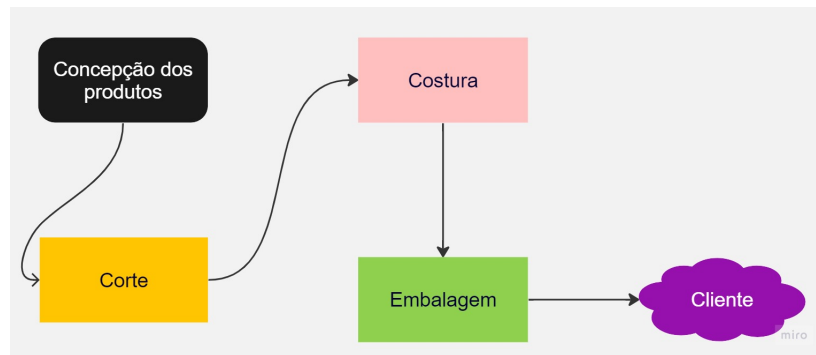 Concepção dos
produtos
Corte
Costura
Embalagem
Cliente
miro